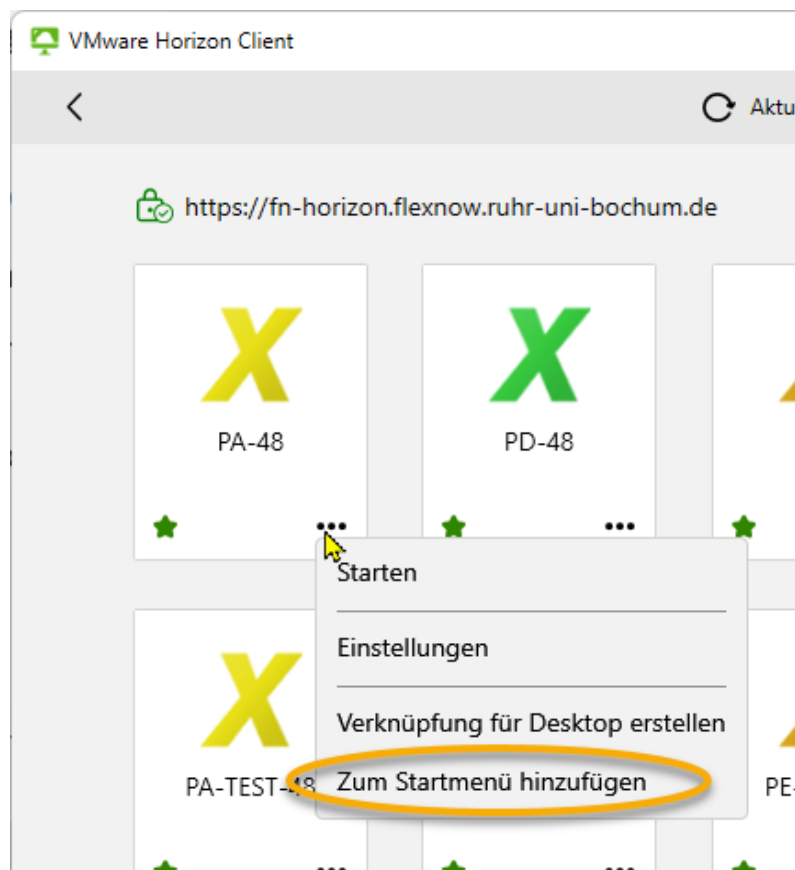 VMware Horizon Client
Aktu
https://fn-horizon.flexnow.ruhr-uni-bochum.de
X
X
PA-48
PD-48
Starten
Einstellungen
X
Verknüpfung für Desktop erstellen
Zum Startmenü hinzufügen
PA-TEST-48
PE-